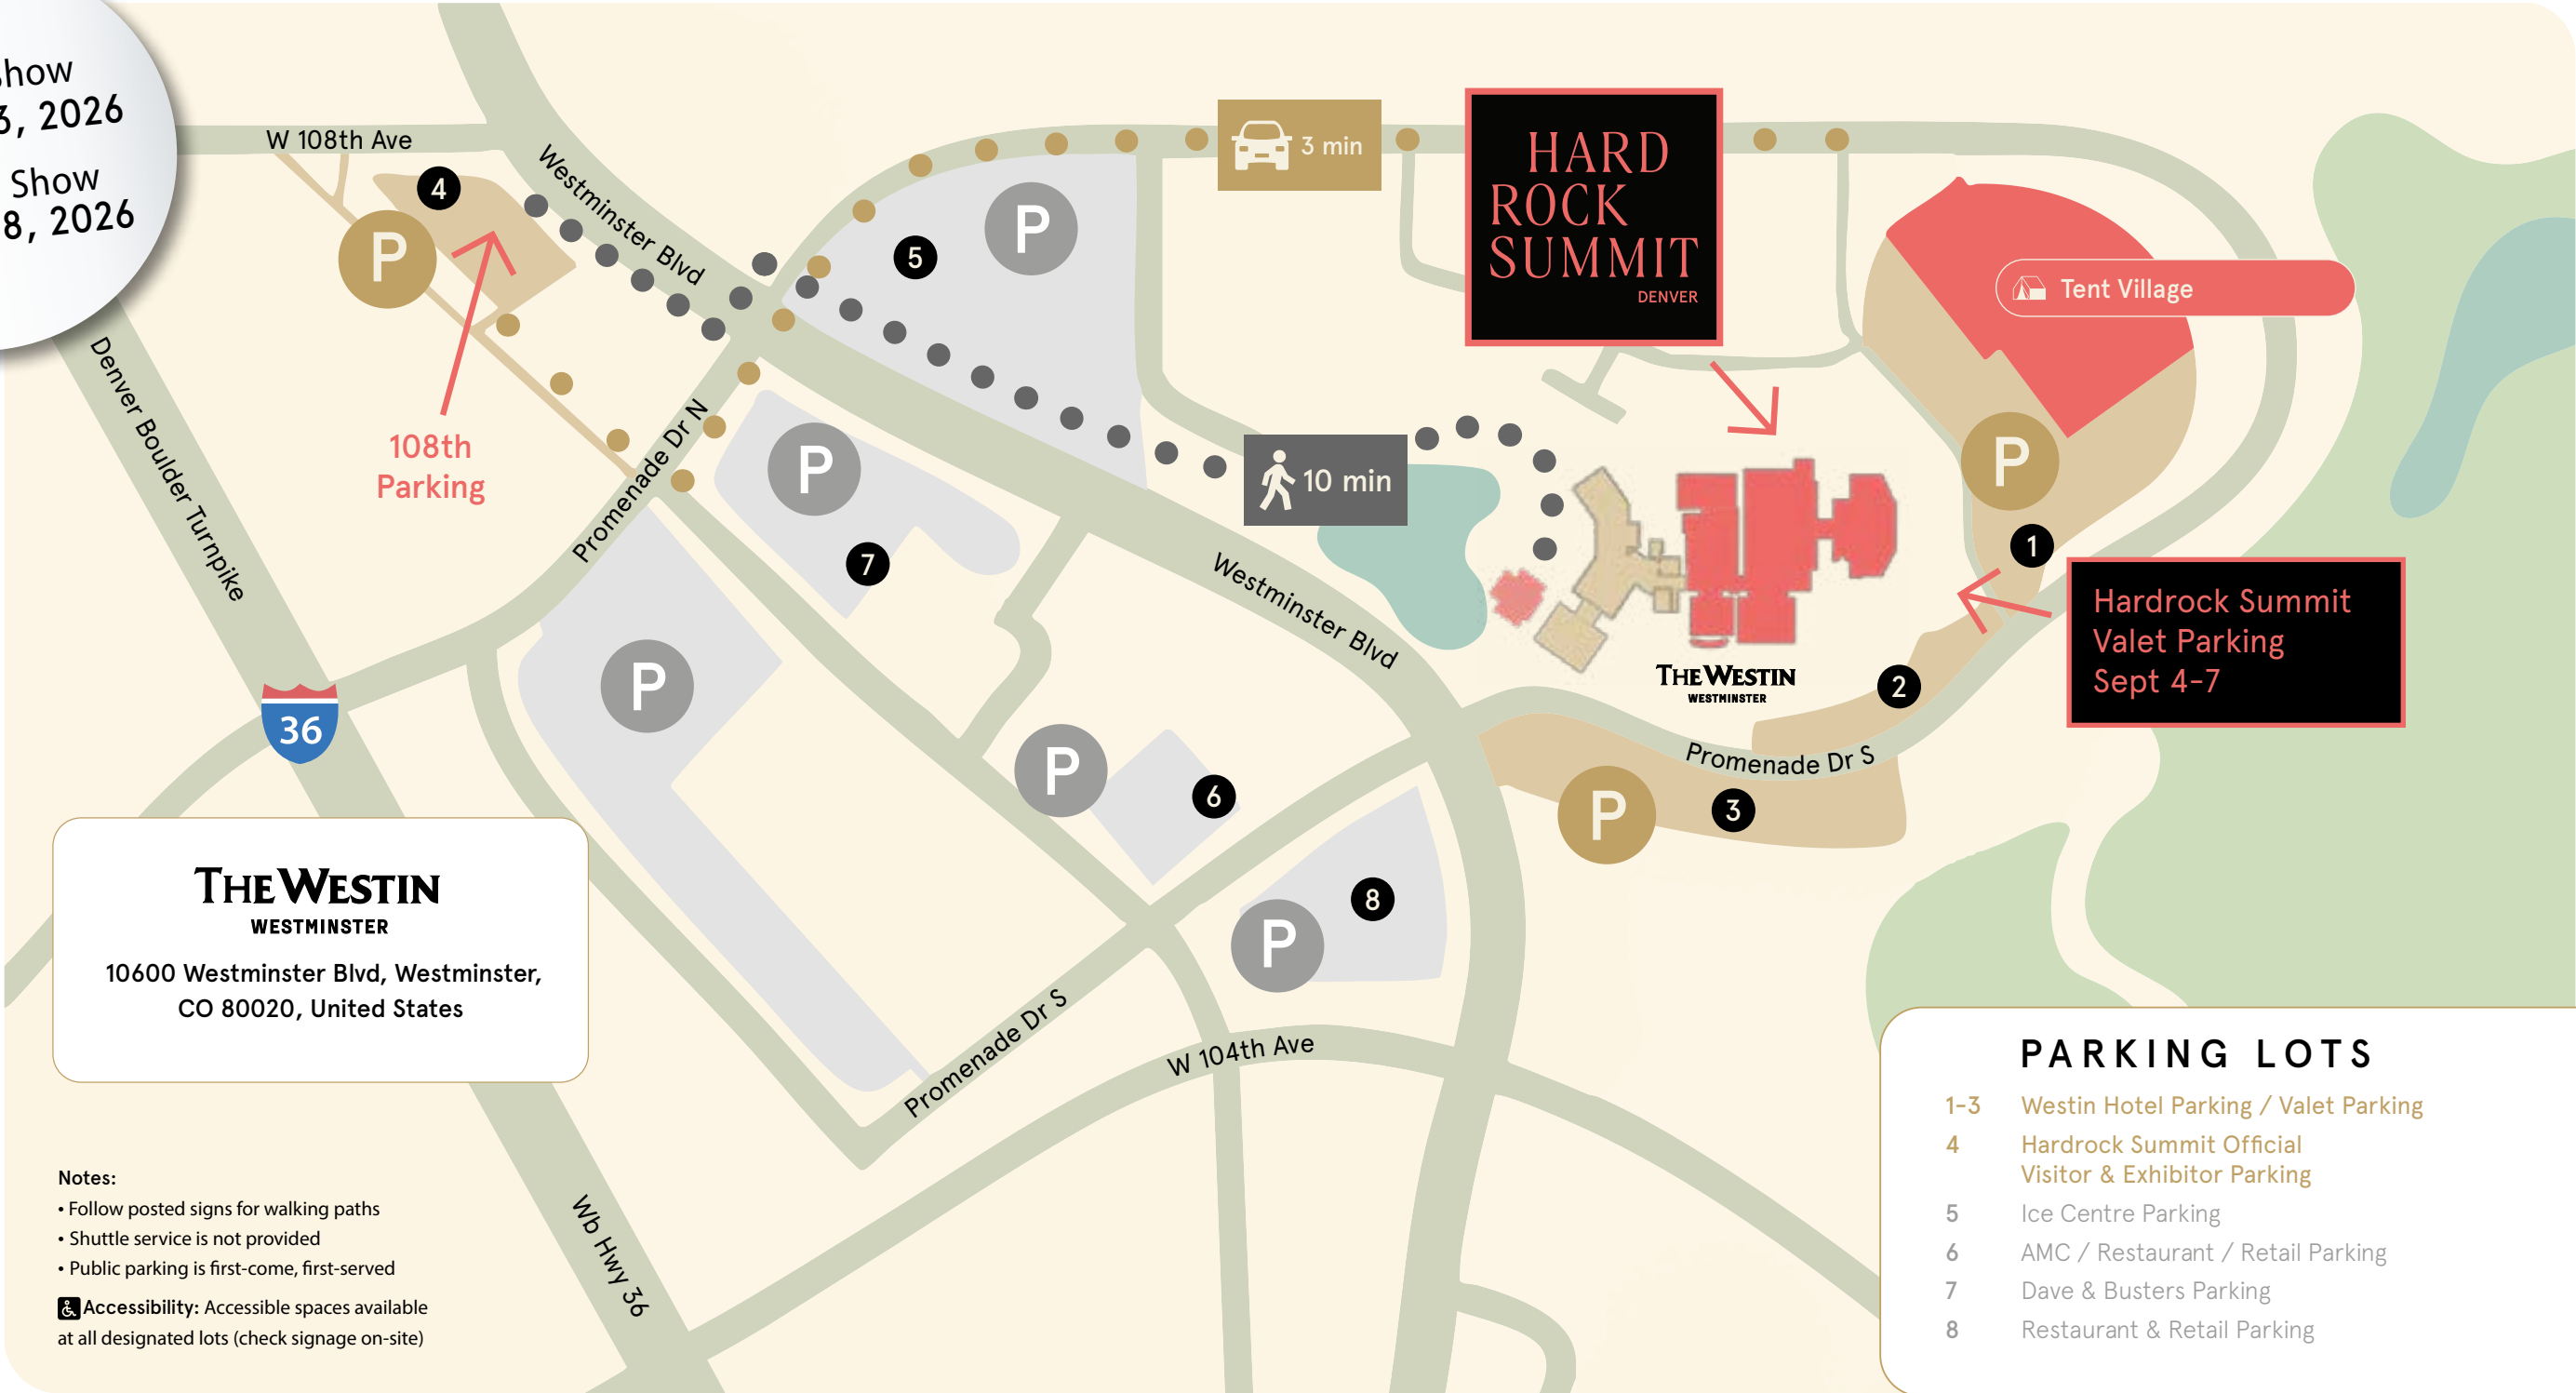 Show
3, 2026
Show
8, 2026
W 108th Ave
4
P
108th
Parking
Westminster Blvd
Denver Boulder Turnpike
Promenade Dr N
5
P
3 min
HARD
ROCK
SUMMIT
DENVER
Tent Village
P
1
P
7
10 min
Westminster Blvd
Hardrock Summit
Valet Parking
Sept 4-7
THE WESTIN
WESTMINSTER
2
Promenade Dr S
P
3
P
36
P
6
P
8
THE WESTIN
WESTMINSTER
10600 Westminster Blvd, Westminster,
CO 80020, United States
Promenade Dr S
W 104th Ave
Wb Hwy 36
Notes:
• Follow posted signs for walking paths
• Shuttle service is not provided
• Public parking is first-come, first-served
Accessibility: Accessible spaces available
at all designated lots (check signage on-site)
PARKING LOTS
1-3 Westin Hotel Parking / Valet Parking
4 Hardrock Summit Official
Visitor & Exhibitor Parking
5 Ice Centre Parking
6 AMC / Restaurant / Retail Parking
7 Dave & Busters Parking
8 Restaurant & Retail Parking